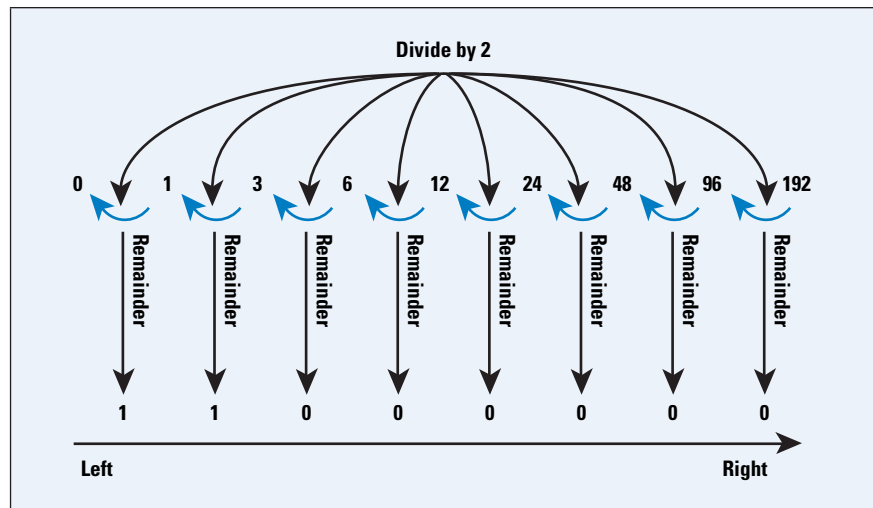 Divide by 2
0 1 3 6 12 24 48 96 192
Remainder Remainder Remainder Remainder Remainder Remainder Remainder Remainder
1 1 0 0 0 0 0 0
Left Right